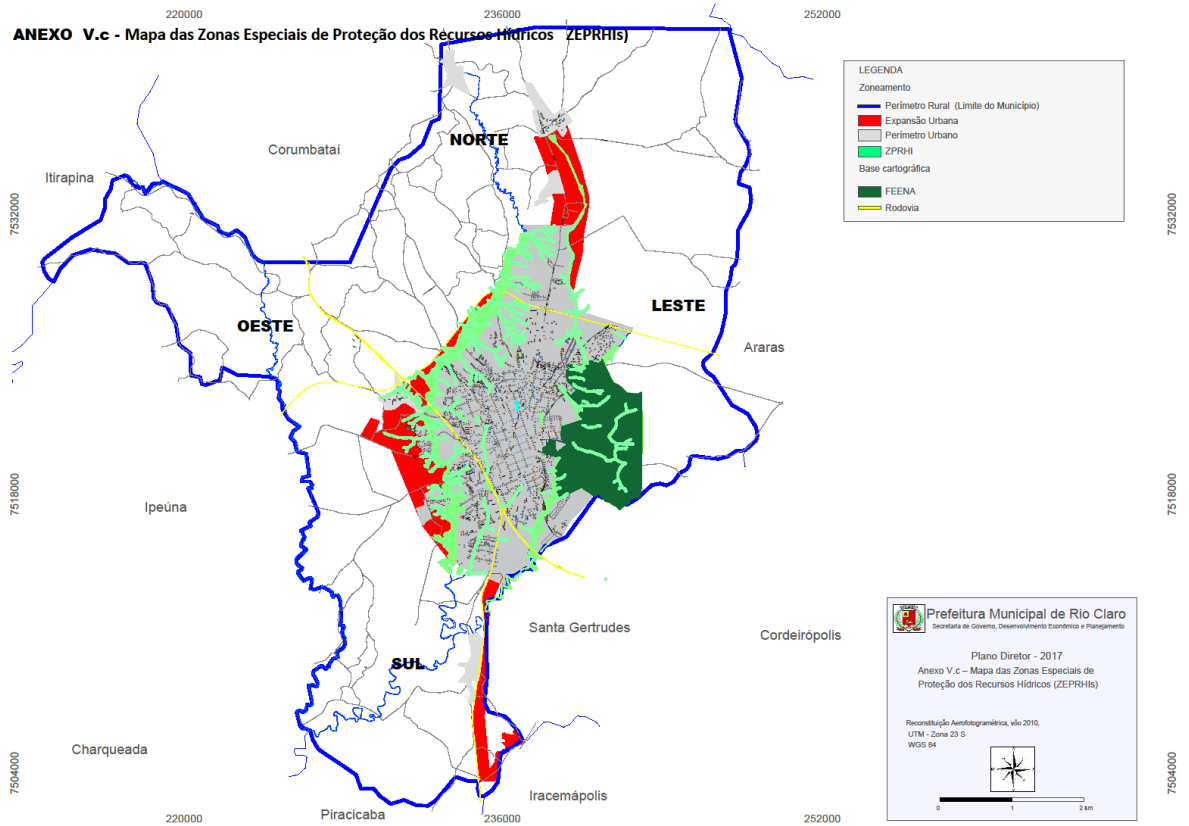 220000
236000
252000
ANEXO V.c - Mapa das Zonas Especiais de Proteção dos Recursos Hídricos ZEPRHIs)
LEGENDA
Zoneamento
Perímetro Rural (Limite do Município)
Expansão Urbana
Perímetro Urbano
ZPRHI
Base cartográfica
FEENA
Rodovia
NORTE
Corumbataí
Itirapina
7532000
7532000
LESTE
OESTE
Araras
7518000
7518000
Ipeúna
Santa Gertrudes
Cordeirópolis
SUL
Charqueada
7504000
7504000
Iracemápolis
Piracicaba
220000
236000
252000
Prefeitura Municipal de Rio Claro
Secretaria de Governo, Desenvolvimento Econômico e Planejamento
Plano Diretor - 2017
Anexo V.c – Mapa das Zonas Especiais de
Proteção dos Recursos Hídricos (ZEPRHIs)
Reconstituição Aerofotogramétrica, vôo 2010,
UTM - Zona 23 S
WGS 84
0 1 2 km